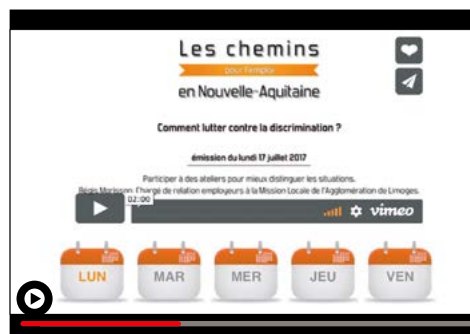 Les chemins
pour l'emploi
en Nouvelle-Aquitaine
Comment lutter contre la discrimination ?
émission du lundi 17 juillet 2017
Participer à des ateliers pour mieux distinguer les situations.
Régis Morisson, Chargé de relation employeurs à la Mission Locale de l'Agglomération de Limoges.
02:00
vimeo
LUN MAR MER JEU VEN